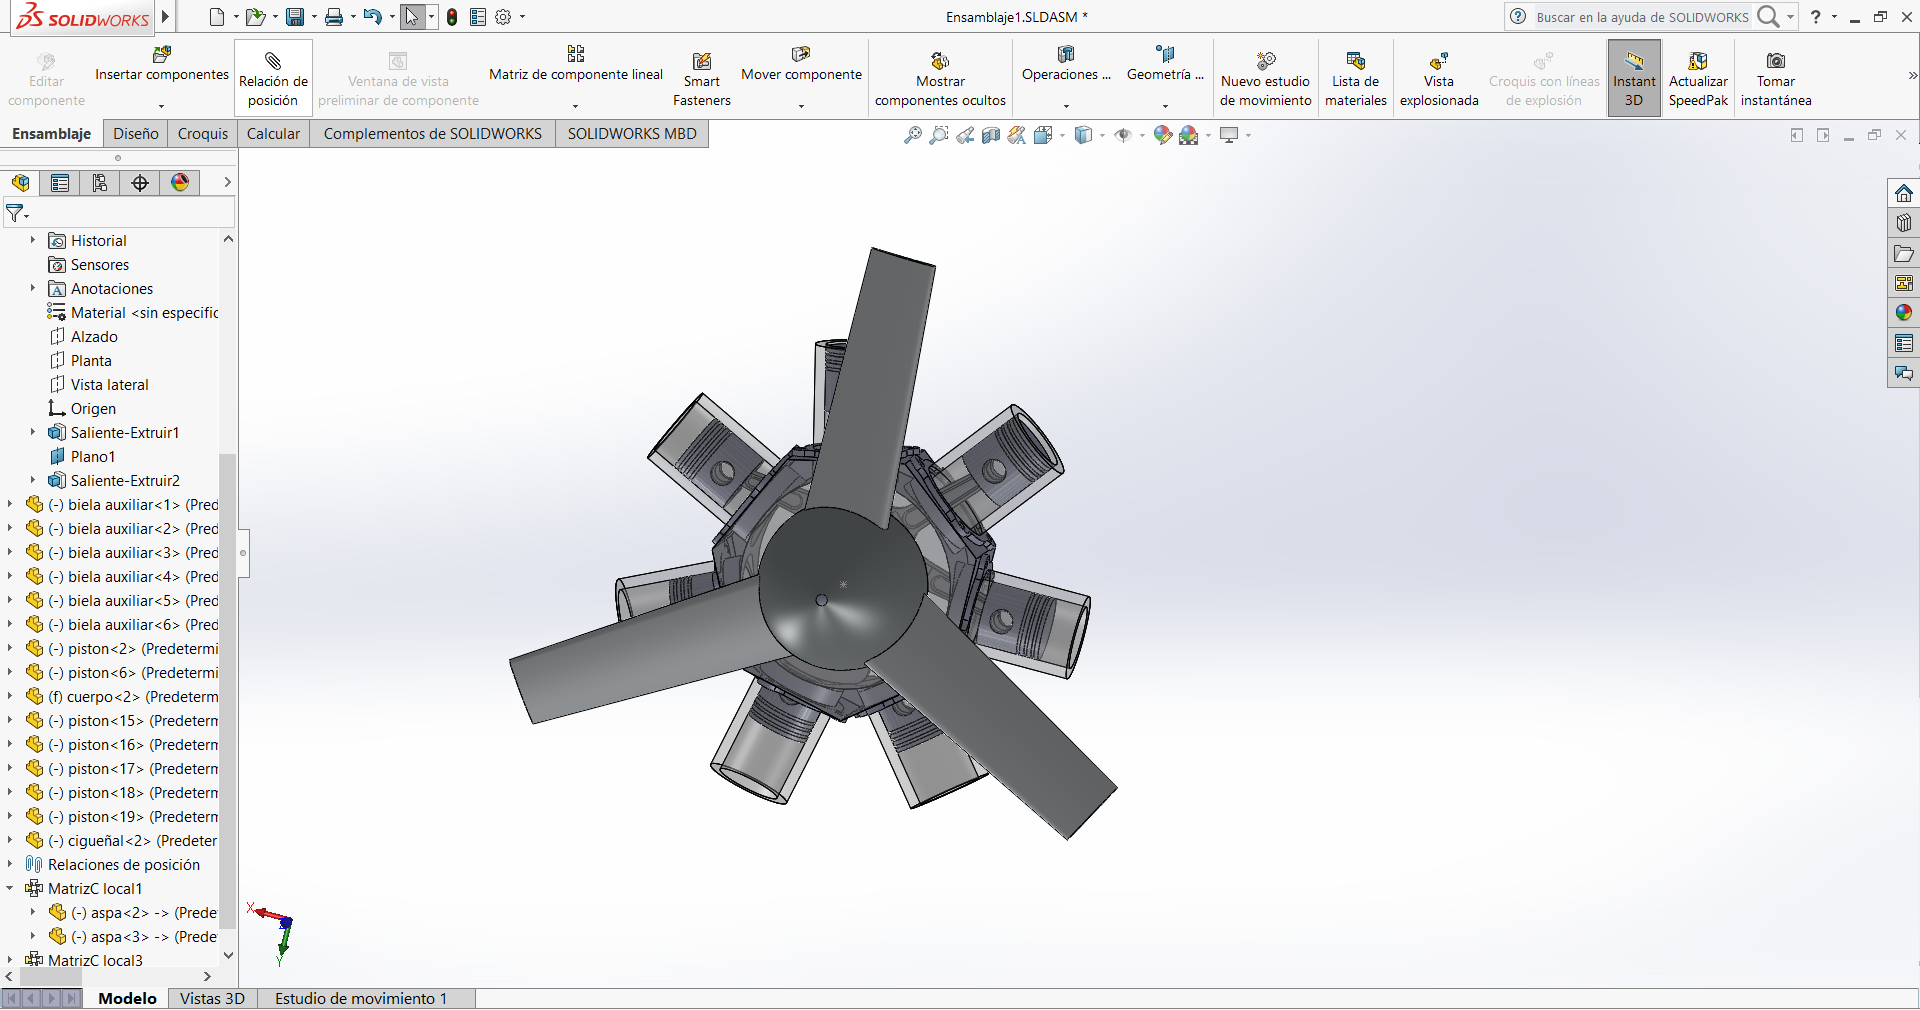 SOLIDWORKS
Ensamblaje1.SLDASM *
Buscar en la ayuda de SOLIDWORKS
Editar
componente
Insertar componentes
Relación de
posición
Ventana de vista
preliminar de componente
Matriz de componente lineal
Smart
Fasteners
Mover componente
Mostrar
componentes ocultos
Operaciones ...
Geometría ...
Nuevo estudio
de movimiento
Lista de
materiales
Vista
explosionada
Croquis con líneas
de explosión
Instant
3D
Actualizar
SpeedPak
Tomar
instantánea
Ensamblaje
Diseño
Croquis
Calcular
Complementos de SOLIDWORKS
SOLIDWORKS MBD
Historial
Sensores
Anotaciones
Material <sin especific
Alzado
Planta
Vista lateral
Origen
Saliente-Extruir1
Plano1
Saliente-Extruir2
(-) biela auxiliar<1> (Pred
(-) biela auxiliar<2> (Pred
(-) biela auxiliar<3> (Pred
(-) biela auxiliar<4> (Pred
(-) biela auxiliar<5> (Pred
(-) biela auxiliar<6> (Pred
(-) piston<2> (Predetermi
(-) piston<6> (Predetermi
(f) cuerpo<2> (Predeterm
(-) piston<15> (Predeterm
(-) piston<16> (Predeterm
(-) piston<17> (Predeterm
(-) piston<18> (Predeterm
(-) piston<19> (Predeterm
(-) cigueñal<2> (Predeter
Relaciones de posición
MatrizC local1
(-) aspa<2> -> (Prede
(-) aspa<3> -> (Prede
MatrizC local3
X
Y
Modelo
Vistas 3D
Estudio de movimiento 1